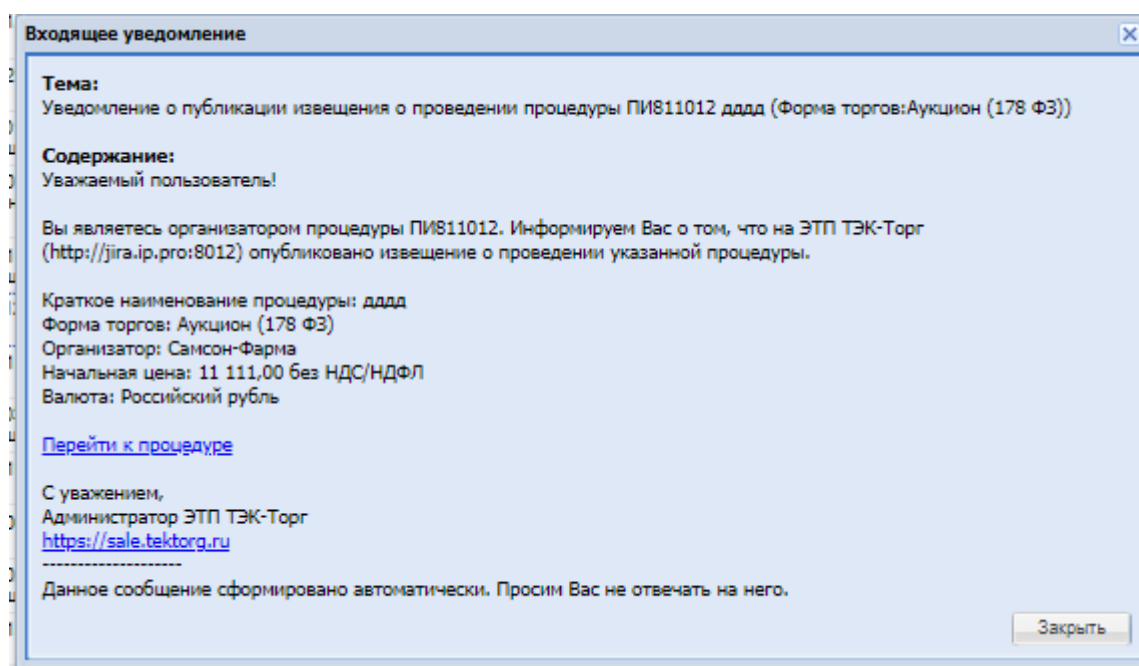 Входящее уведомление
Тема:
Уведомление о публикации извещения о проведении процедуры ПИ811012 дддд (Форма торгов:Аукцион (178 ФЗ))
Содержание:
Уважаемый пользователь!
Вы являетесь организатором процедуры ПИ811012. Информируем Вас о том, что на ЭТП ТЭК-Торг
(http://jira.ip.pro:8012) опубликовано извещение о проведении указанной процедуры.
Краткое наименование процедуры: дддд
Форма торгов: Аукцион (178 ФЗ)
Организатор: Самсон-Фарма
Начальная цена: 11 111,00 без НДС/НДФЛ
Валюта: Российский рубль
Перейти к процедуре
С уважением,
Администратор ЭТП ТЭК-Торг
https://sale.tektorg.ru
--------------------
Данное сообщение сформировано автоматически. Просим Вас не отвечать на него.
Закрыть